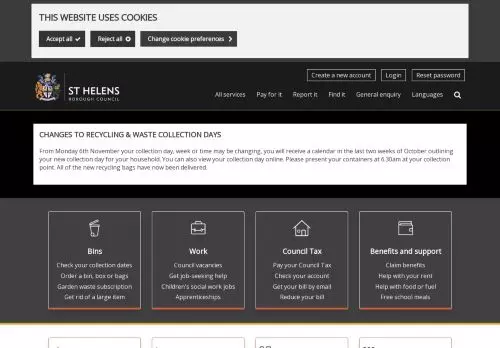 THIS WEBSITE USES COOKIES
Accept all
Reject all
Change cookie preferences
Create a new account
Login
Reset password
ST HELENS
BOROUGH COUNCIL
All services
Pay for it
Report it
Find it
General enquiry
Languages
CHANGES TO RECYCLING & WASTE COLLECTION DAYS
From Monday 6th November your collection day, week or time may be changing, you will receive a calendar in the last two weeks of October outlining
your new collection day for your household. You can also view your collection day online. Please present your containers at 6.30am at your collection
point. All of the new recycling bags have now been delivered.
Bins
Check your collection dates
Order a bin, box or bags
Garden waste subscription
Get rid of a large item
Work
Council vacancies
Get job-seeking help
Children's social work jobs
Apprenticeships
Council Tax
Pay your Council Tax
Check your account
Get your bill by email
Reduce your bill
Benefits and support
Claim benefits
Help with your rent
Help with food or fuel
Free school meals